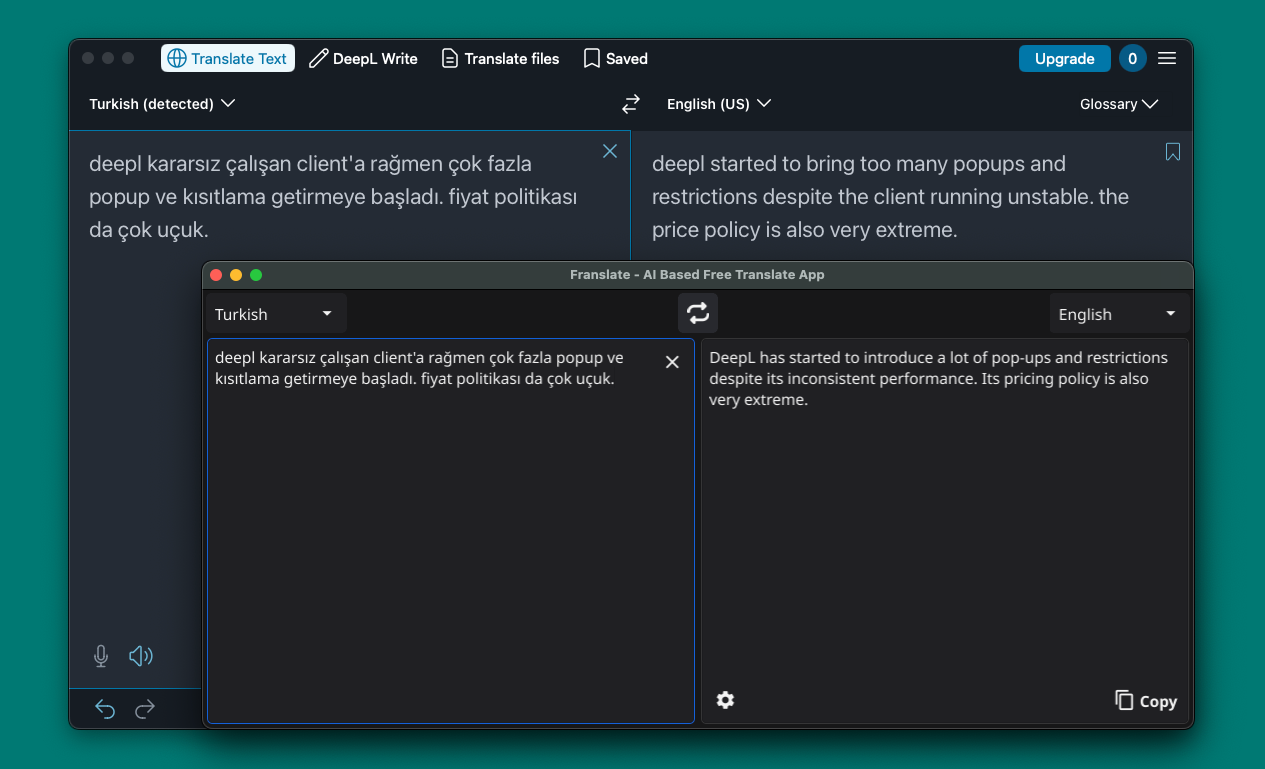 Translate Text DeepL Write Translate files Saved Upgrade 0
Turkish (detected) English (US) Glossary
deepl kararsız çalışan client'a rağmen çok fazla
popup ve kısıtlama getirmeye başladı. fiyat politikası
da çok uçuk.
deepl started to bring too many popups and
restrictions despite the client running unstable. the
price policy is also very extreme.
Franslate - AI Based Free Translate App
Turkish English
deepl kararsız çalışan client'a rağmen çok fazla popup ve
kısıtlama getirmeye başladı. fiyat politikası da çok uçuk.
DeepL has started to introduce a lot of pop-ups and restrictions
despite its inconsistent performance. Its pricing policy is also
very extreme.
Copy